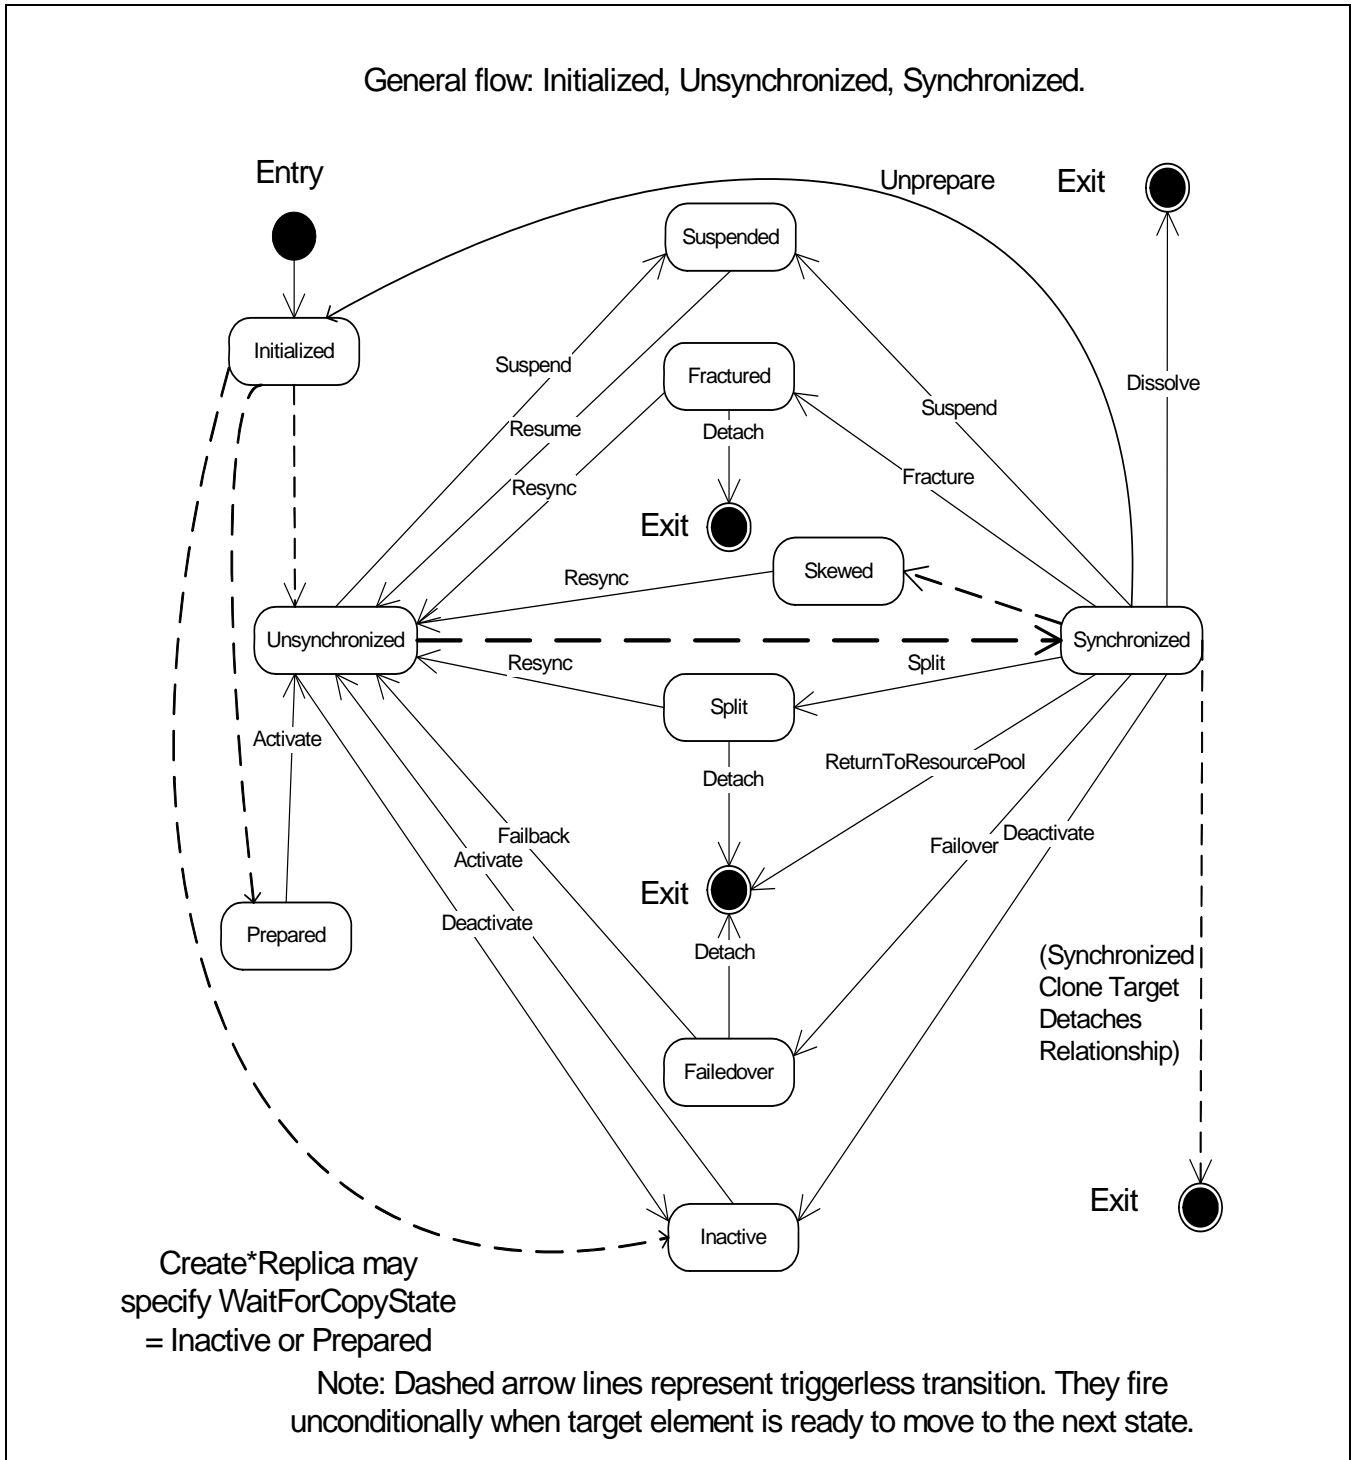 General flow: Initialized, Unsynchronized, Synchronized.
Entry
Unprepare
Exit
Suspended
Initialized
Suspend
Fractured
Dissolve
Suspend
Resume
Detach
Fracture
Resync
Exit
Skewed
Resync
Unsynchronized
Synchronized
Resync
Split
Split
Activate
ReturnToResourcePool
Detach
Failback
Failover
Deactivate
Activate
Exit
Deactivate
Prepared
Detach
(Synchronized
Clone Target
Detaches
Relationship)
Failedover
Exit
Inactive
Create*Replica may
specify WaitForCopyState
= Inactive or Prepared
Note: Dashed arrow lines represent triggerless transition. They fire
unconditionally when target element is ready to move to the next state.